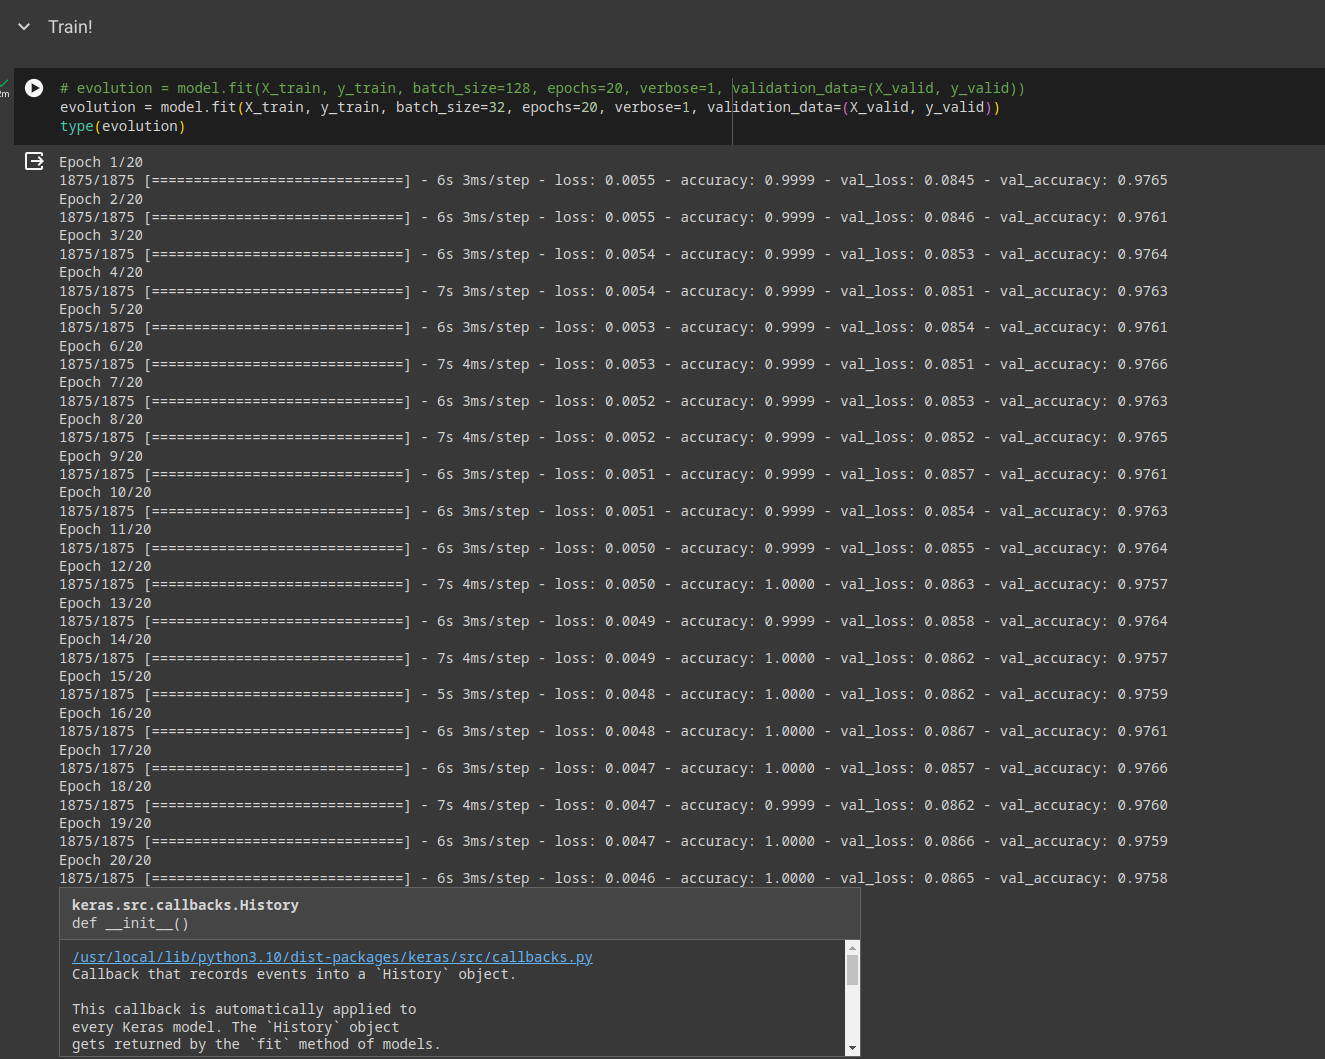 Train!
# evolution = model.fit(X_train, y_train, batch_size=128, epochs=20, verbose=1, validation_data=(X_valid, y_valid))
evolution = model.fit(X_train, y_train, batch_size=32, epochs=20, verbose=1, validation_data=(X_valid, y_valid))
type(evolution)
Epoch 1/20
1875/1875 [==============================] - 6s 3ms/step - loss: 0.0055 - accuracy: 0.9999 - val_loss: 0.0845 - val_accuracy: 0.9765
Epoch 2/20
1875/1875 [==============================] - 6s 3ms/step - loss: 0.0055 - accuracy: 0.9999 - val_loss: 0.0846 - val_accuracy: 0.9761
Epoch 3/20
1875/1875 [==============================] - 6s 3ms/step - loss: 0.0054 - accuracy: 0.9999 - val_loss: 0.0853 - val_accuracy: 0.9764
Epoch 4/20
1875/1875 [==============================] - 7s 3ms/step - loss: 0.0054 - accuracy: 0.9999 - val_loss: 0.0851 - val_accuracy: 0.9763
Epoch 5/20
1875/1875 [==============================] - 6s 3ms/step - loss: 0.0053 - accuracy: 0.9999 - val_loss: 0.0854 - val_accuracy: 0.9761
Epoch 6/20
1875/1875 [==============================] - 7s 4ms/step - loss: 0.0053 - accuracy: 0.9999 - val_loss: 0.0851 - val_accuracy: 0.9766
Epoch 7/20
1875/1875 [==============================] - 6s 3ms/step - loss: 0.0052 - accuracy: 0.9999 - val_loss: 0.0853 - val_accuracy: 0.9763
Epoch 8/20
1875/1875 [==============================] - 7s 4ms/step - loss: 0.0052 - accuracy: 0.9999 - val_loss: 0.0852 - val_accuracy: 0.9765
Epoch 9/20
1875/1875 [==============================] - 6s 3ms/step - loss: 0.0051 - accuracy: 0.9999 - val_loss: 0.0857 - val_accuracy: 0.9761
Epoch 10/20
1875/1875 [==============================] - 6s 3ms/step - loss: 0.0051 - accuracy: 0.9999 - val_loss: 0.0854 - val_accuracy: 0.9763
Epoch 11/20
1875/1875 [==============================] - 6s 3ms/step - loss: 0.0050 - accuracy: 0.9999 - val_loss: 0.0855 - val_accuracy: 0.9764
Epoch 12/20
1875/1875 [==============================] - 7s 4ms/step - loss: 0.0050 - accuracy: 1.0000 - val_loss: 0.0863 - val_accuracy: 0.9757
Epoch 13/20
1875/1875 [==============================] - 6s 3ms/step - loss: 0.0049 - accuracy: 0.9999 - val_loss: 0.0858 - val_accuracy: 0.9764
Epoch 14/20
1875/1875 [==============================] - 7s 4ms/step - loss: 0.0049 - accuracy: 1.0000 - val_loss: 0.0862 - val_accuracy: 0.9757
Epoch 15/20
1875/1875 [==============================] - 5s 3ms/step - loss: 0.0048 - accuracy: 1.0000 - val_loss: 0.0862 - val_accuracy: 0.9759
Epoch 16/20
1875/1875 [==============================] - 6s 3ms/step - loss: 0.0048 - accuracy: 1.0000 - val_loss: 0.0867 - val_accuracy: 0.9761
Epoch 17/20
1875/1875 [==============================] - 6s 3ms/step - loss: 0.0047 - accuracy: 1.0000 - val_loss: 0.0857 - val_accuracy: 0.9766
Epoch 18/20
1875/1875 [==============================] - 7s 4ms/step - loss: 0.0047 - accuracy: 0.9999 - val_loss: 0.0862 - val_accuracy: 0.9760
Epoch 19/20
1875/1875 [==============================] - 6s 3ms/step - loss: 0.0047 - accuracy: 1.0000 - val_loss: 0.0866 - val_accuracy: 0.9759
Epoch 20/20
1875/1875 [==============================] - 6s 3ms/step - loss: 0.0046 - accuracy: 1.0000 - val_loss: 0.0865 - val_accuracy: 0.9758
keras.src.callbacks.History
def __init__()
/usr/local/lib/python3.10/dist-packages/keras/src/callbacks.py
Callback that records events into a `History` object.
This callback is automatically applied to
every Keras model. The `History` object
gets returned by the `fit` method of models.